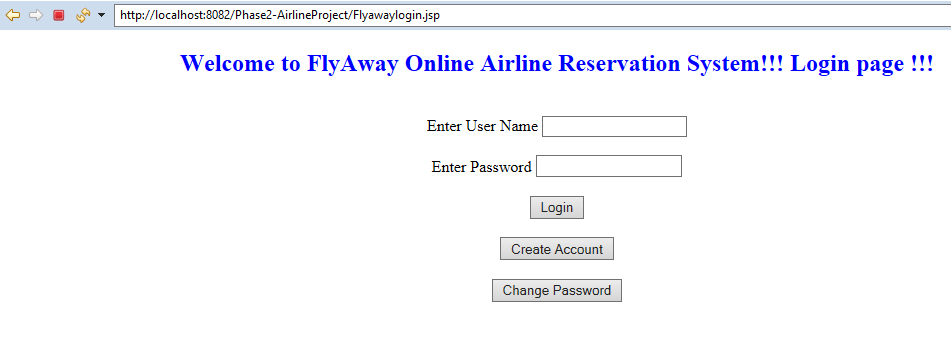 http://localhost:8082/Phase2-AirlineProject/Flyawaylogin.jsp
Welcome to FlyAway Online Airline Reservation System!!! Login page !!!
Enter User Name
Enter Password
Login
Create Account
Change Password